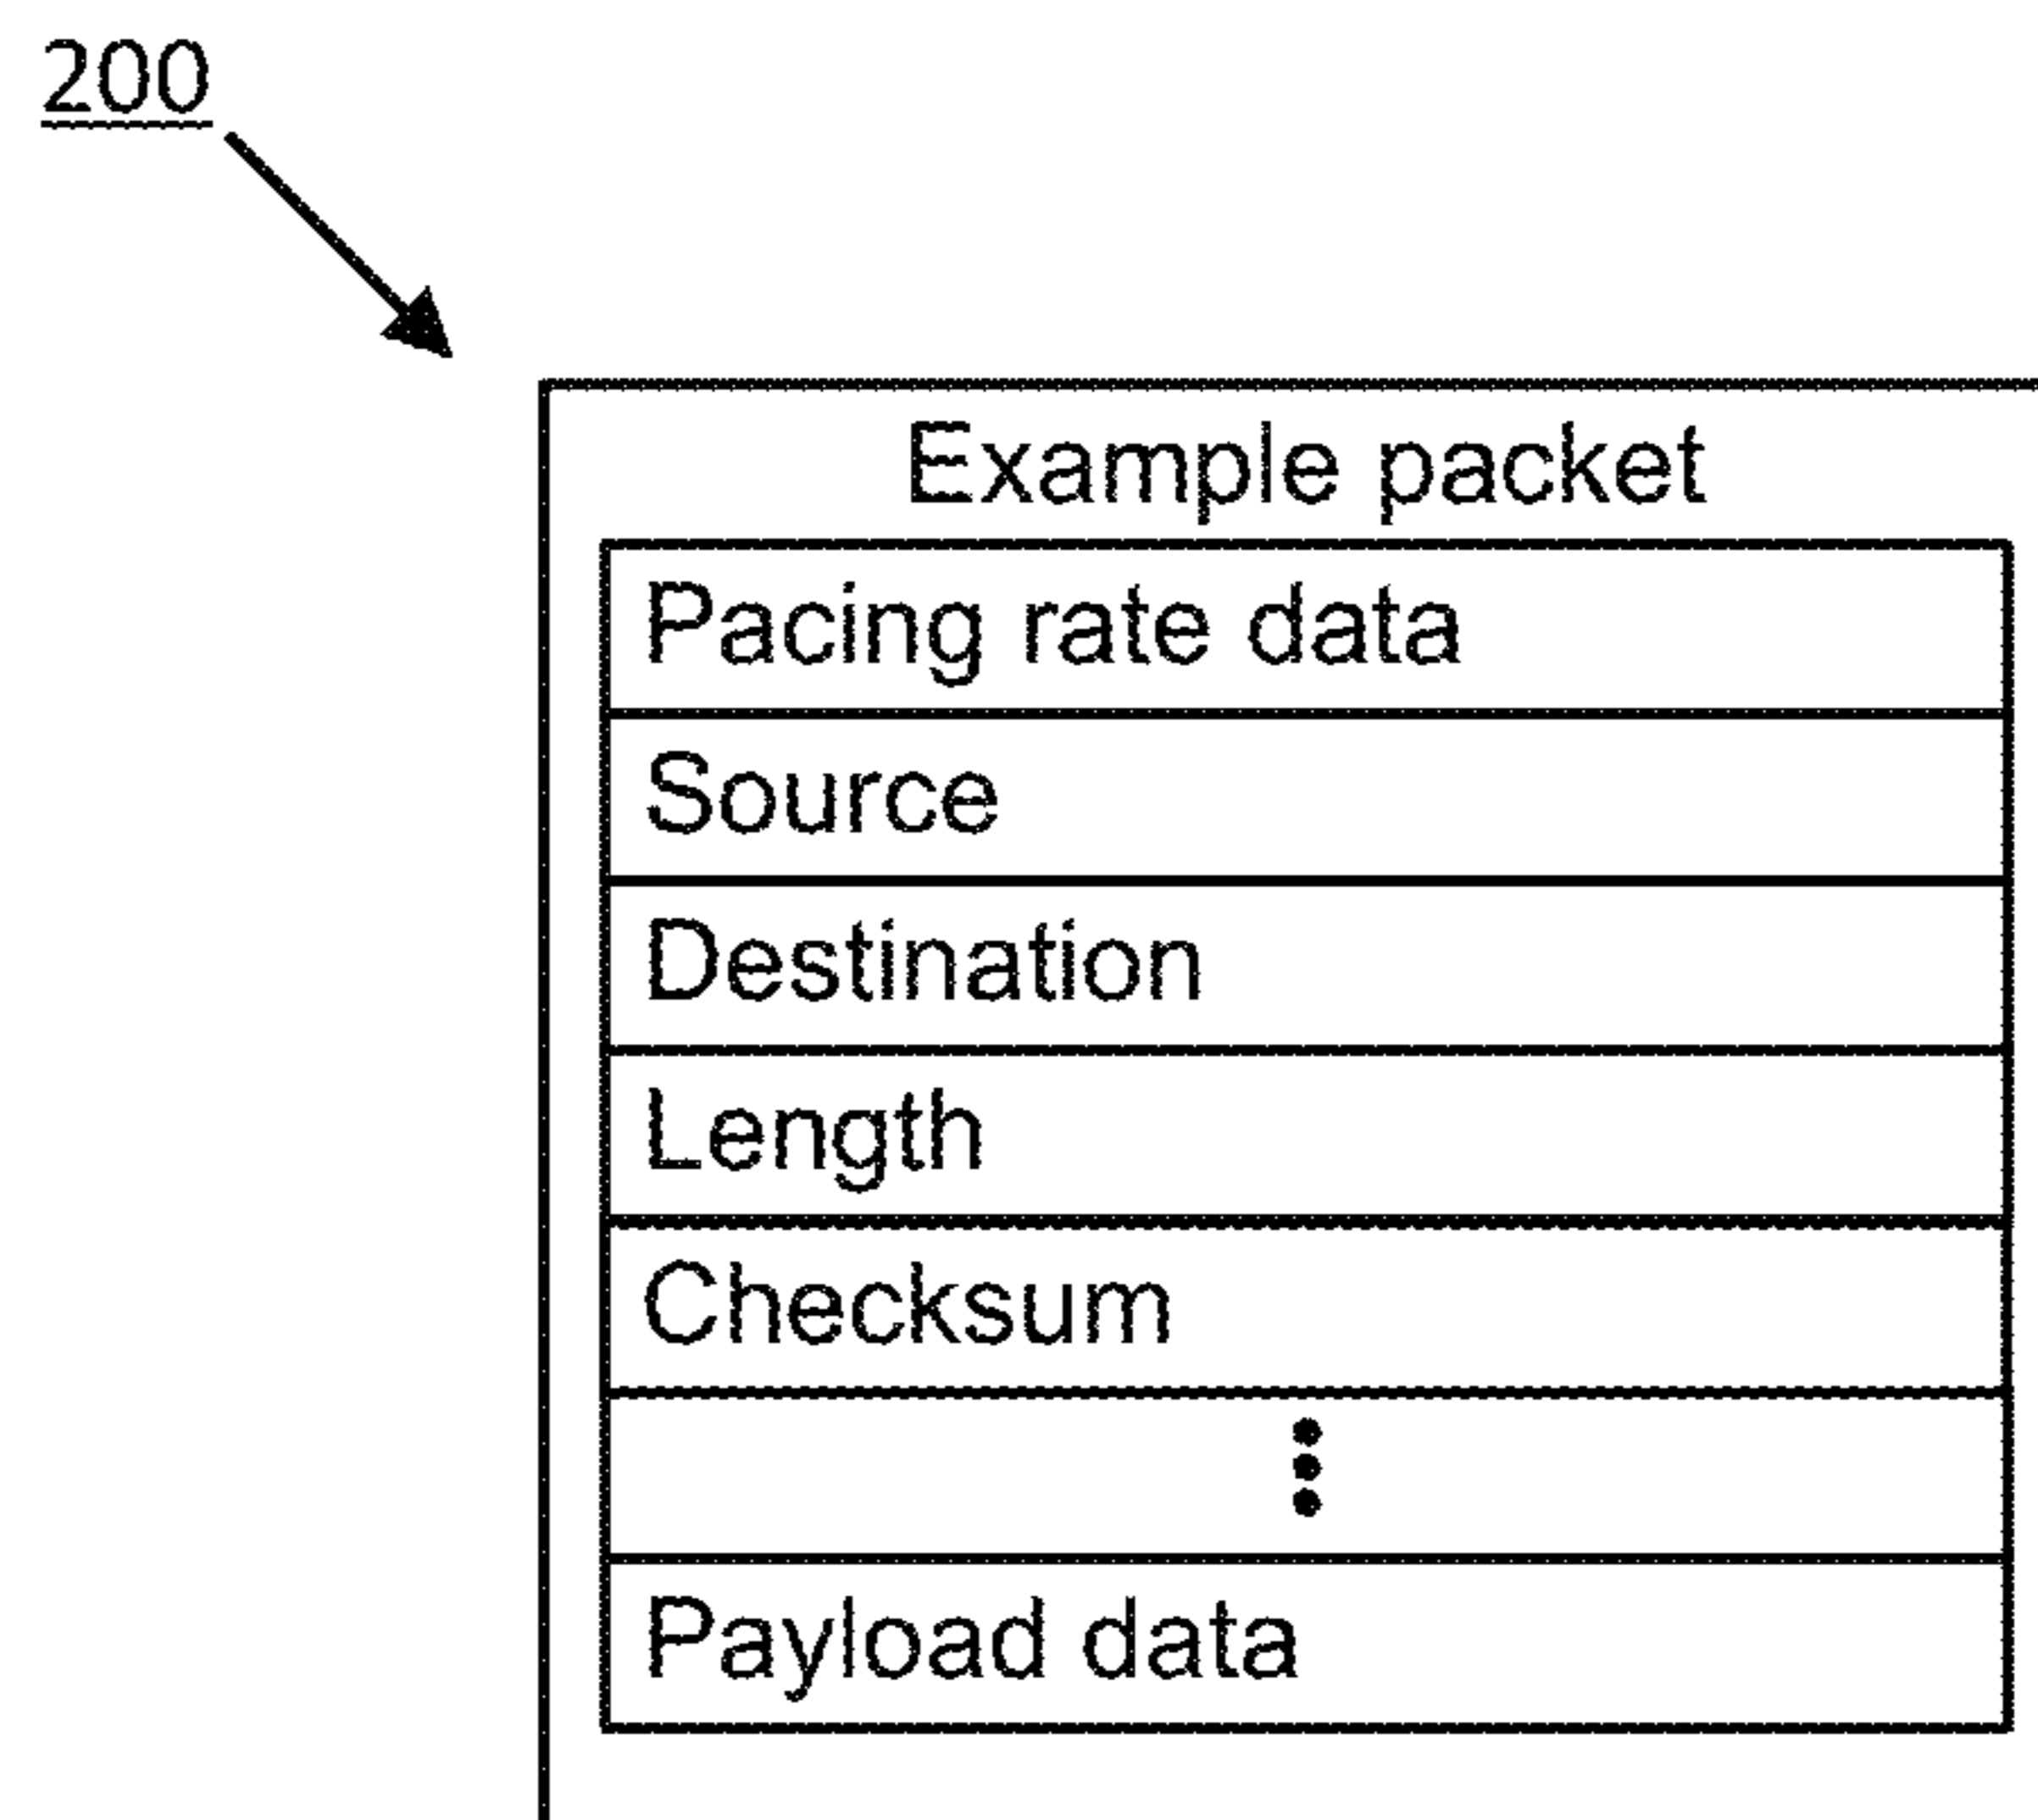 200
Example packet
Pacing rate data
Source
Destination
Length
Checksum
Payload data